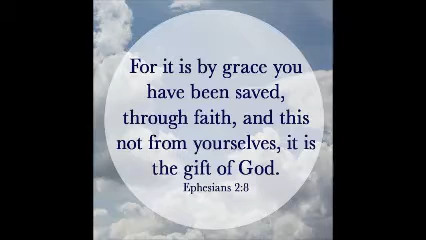 For it is by grace you
have been saved,
through faith, and this
not from yourselves, it is
the gift of God.
Ephesians 2:8